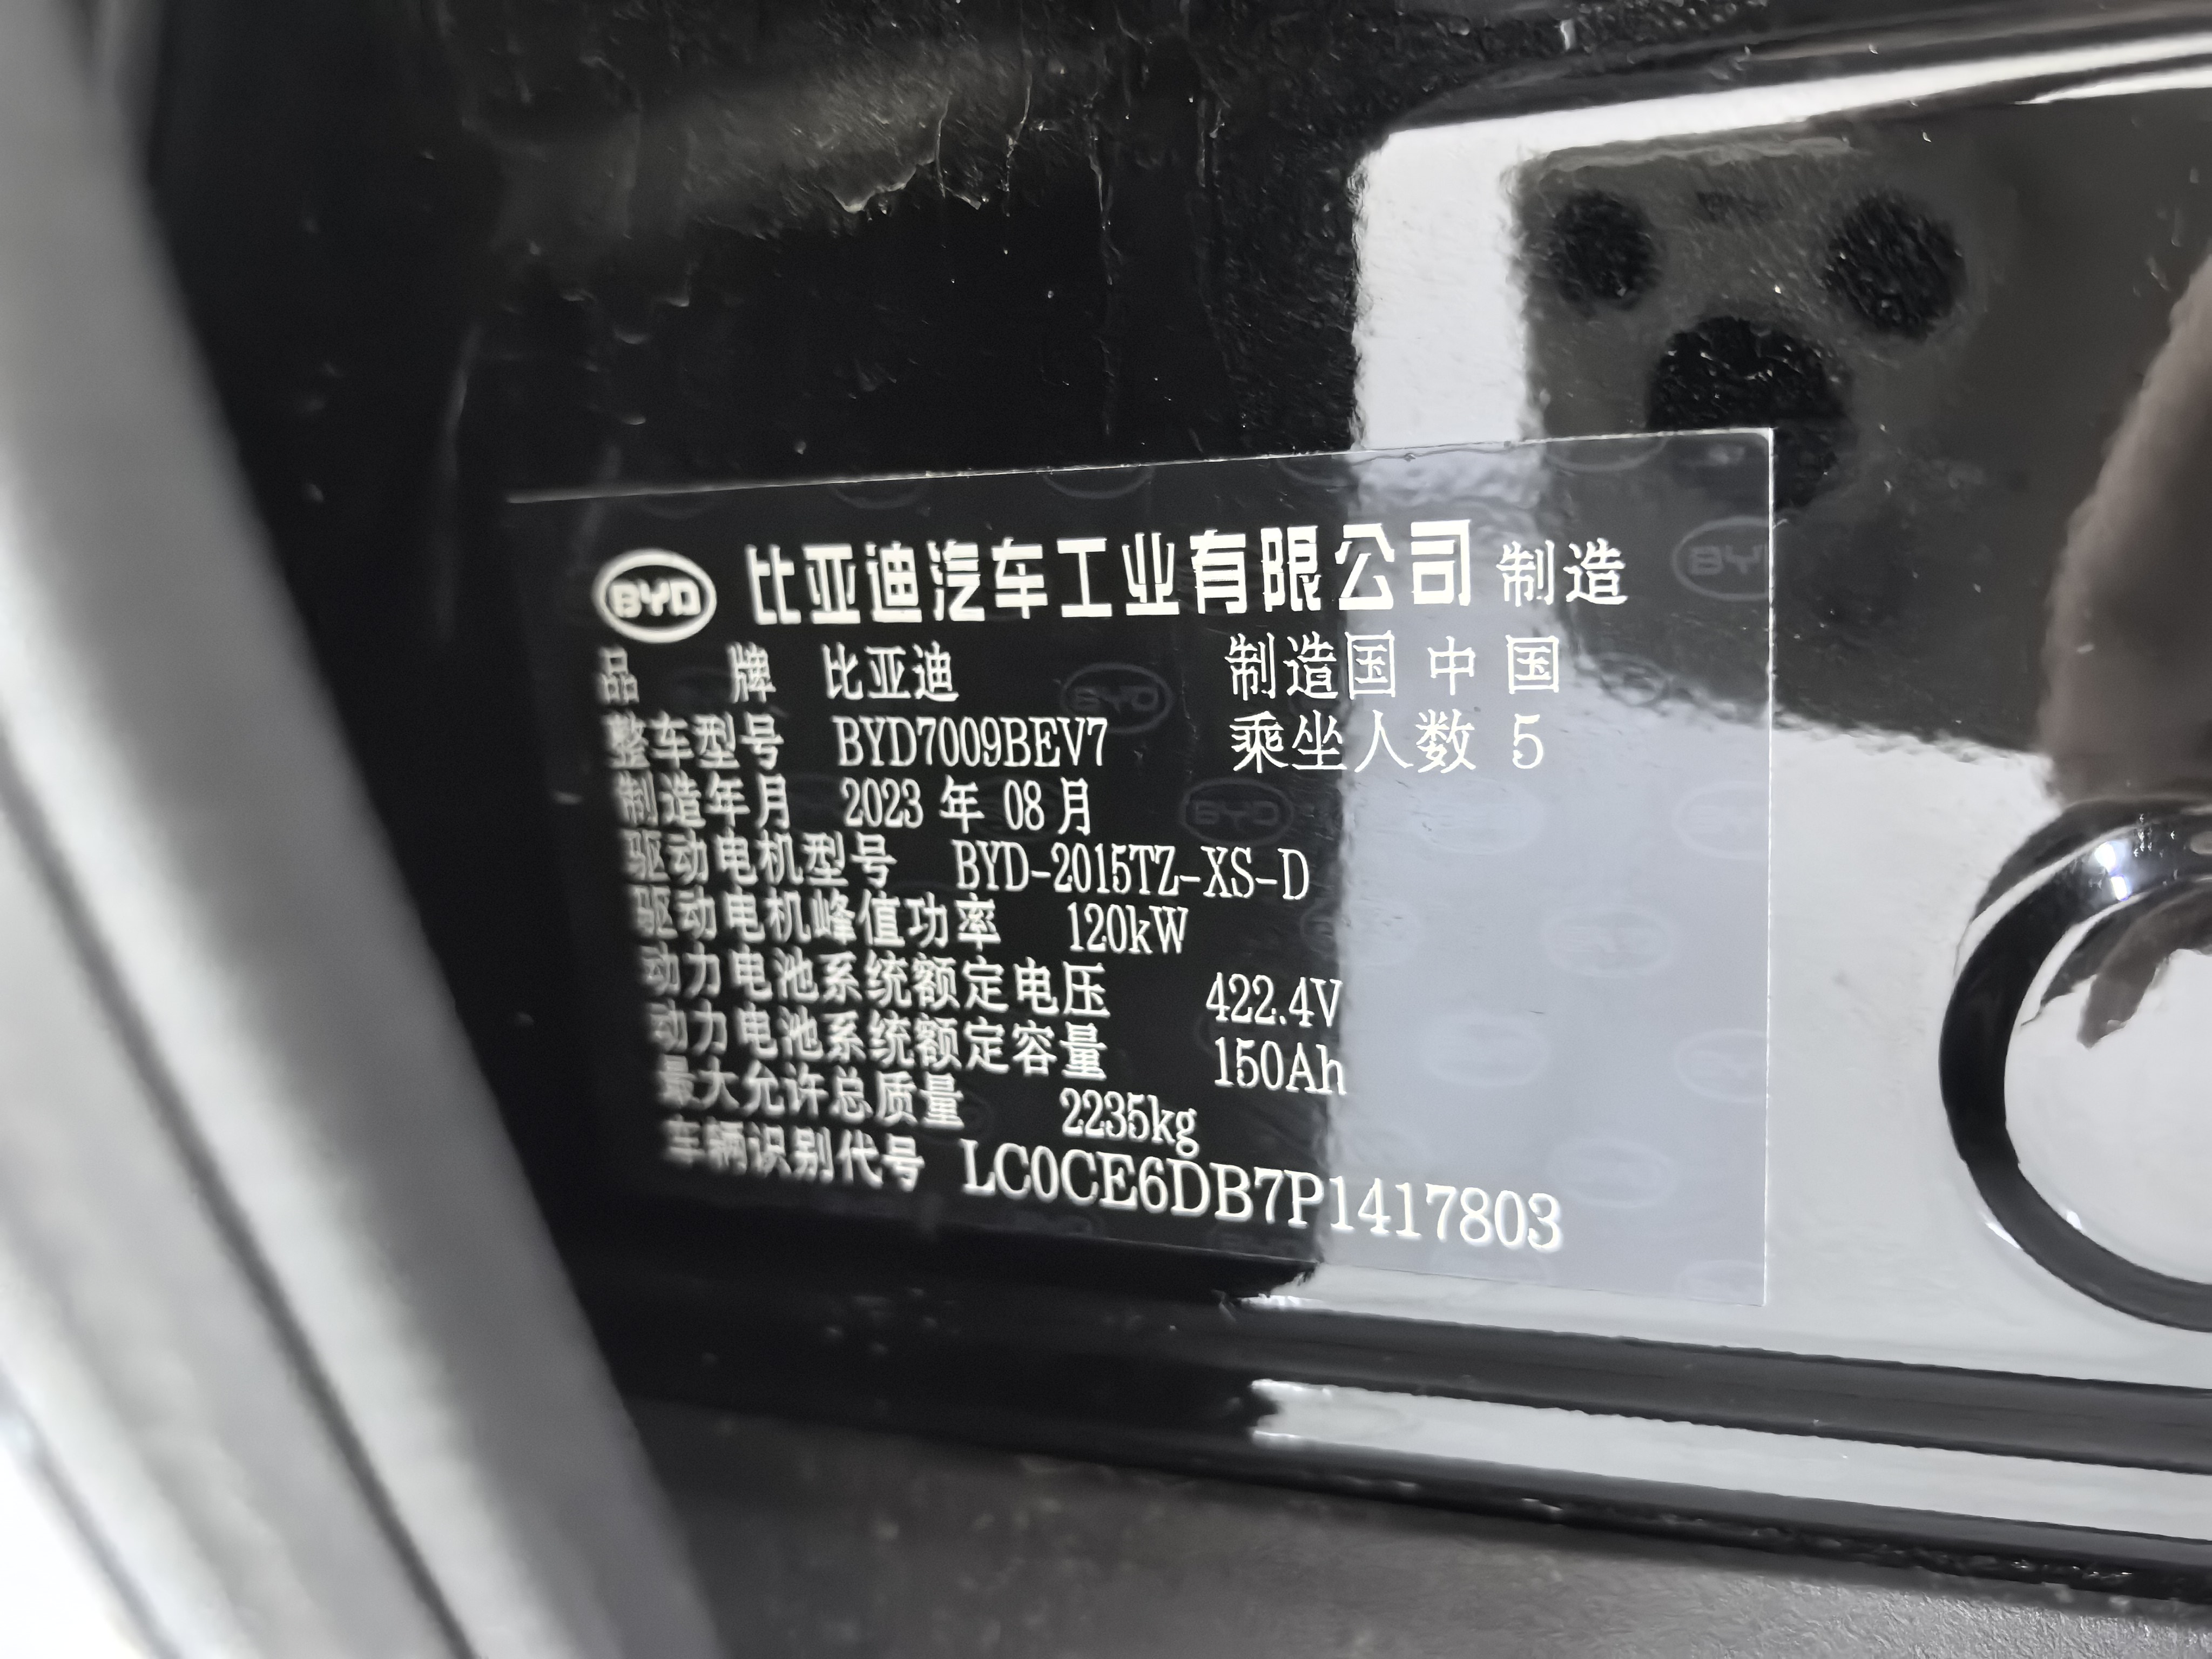 BYD 比亚迪汽车工业有限公司 制造
品 牌 比亚迪 制造国 中国
整车型号 BYD7009BEV7 乘坐人数 5
制造年月 2023 年 08 月
驱动电机型号 BYD-2015TZ-XS-D
驱动电机峰值功率 120kW
动力电池系统额定电压 422.4V
动力电池系统额定容量 150Ah
最大允许总质量 2235kg
车辆识别代号 LC0CE6DB7P1417803